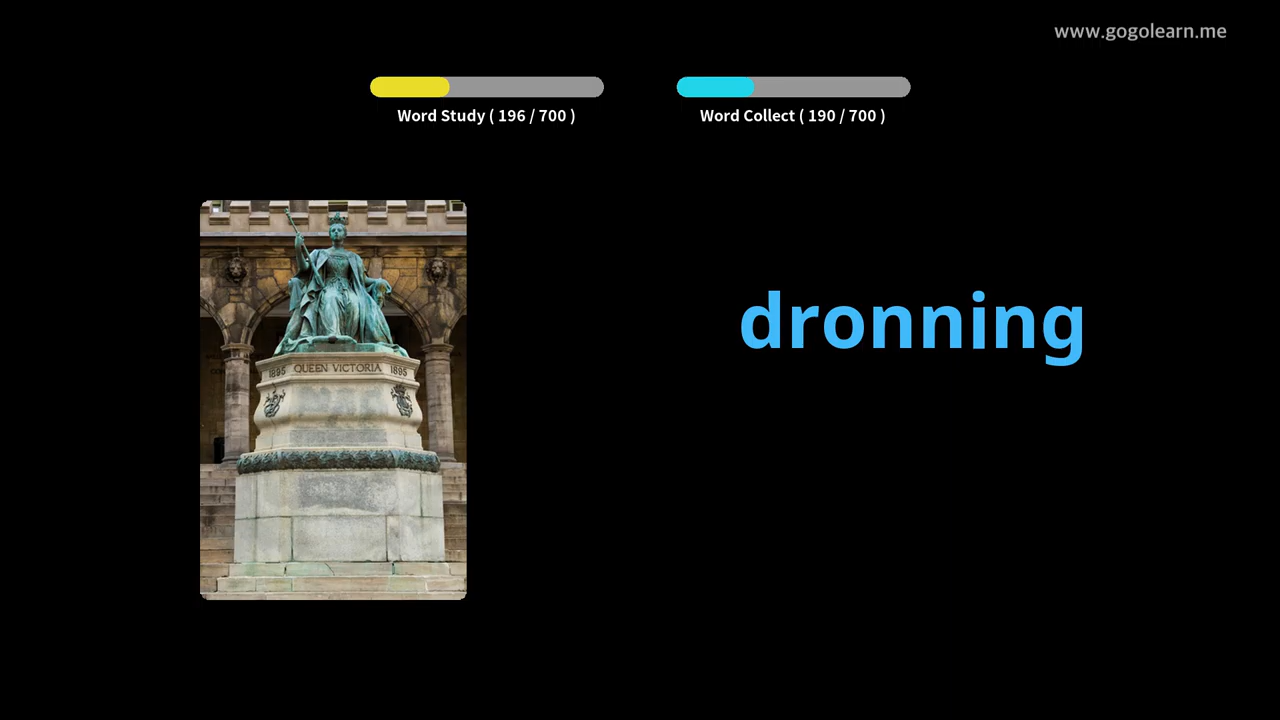 www.gogolearn.me
Word Study ( 196 / 700 )
Word Collect ( 190 / 700 )
dronning
1895 QUEEN VICTORIA 1895